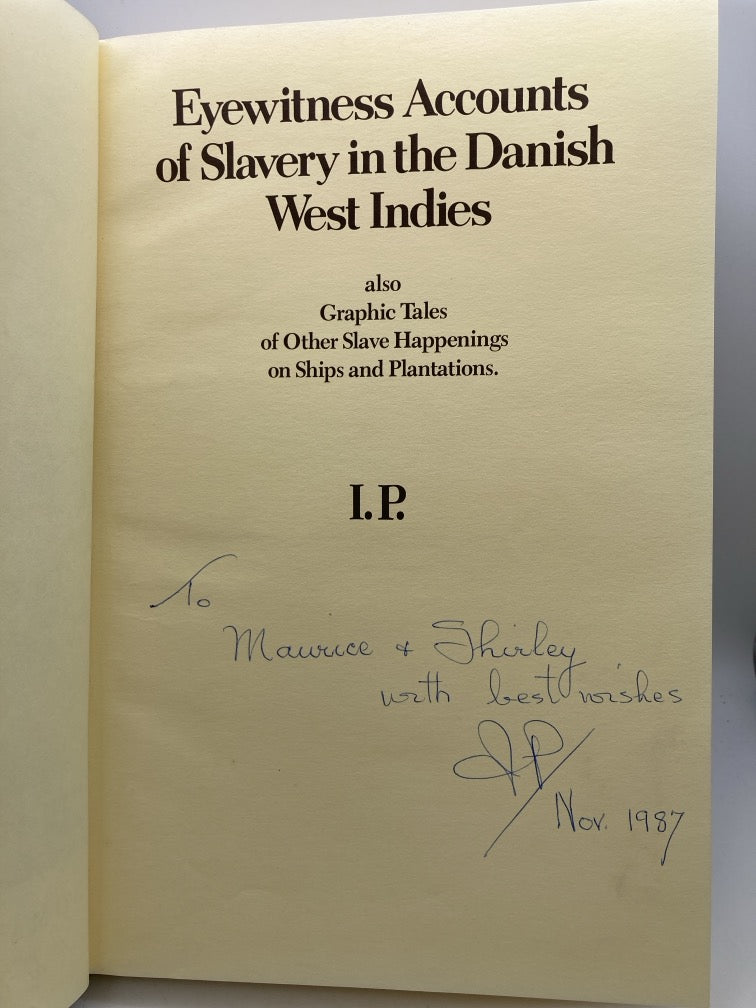 Eyewitness Accounts
of Slavery in the Danish
West Indies
also
Graphic Tales
of Other Slave Happenings
on Ships and Plantations.
I.P.
To
Maurice & Shirley
with best wishes
IP/
Nov. 1987